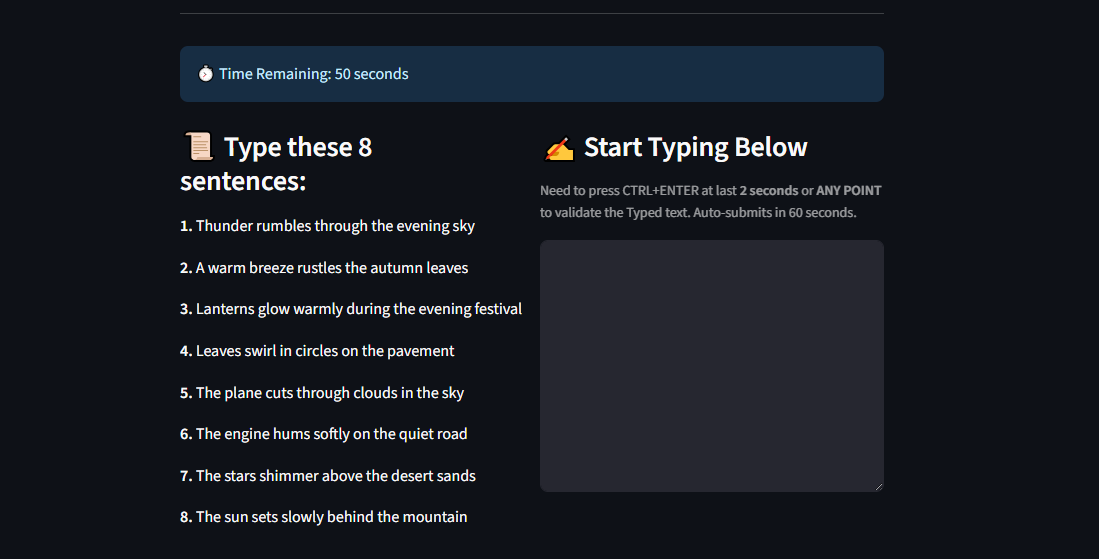 ⏱️ Time Remaining: 50 seconds
📜 Type these 8
sentences:
1. Thunder rumbles through the evening sky
2. A warm breeze rustles the autumn leaves
3. Lanterns glow warmly during the evening festival
4. Leaves swirl in circles on the pavement
5. The plane cuts through clouds in the sky
6. The engine hums softly on the quiet road
7. The stars shimmer above the desert sands
8. The sun sets slowly behind the mountain
✍️ Start Typing Below
Need to press CTRL+ENTER at last 2 seconds or ANY POINT
to validate the Typed text. Auto-submits in 60 seconds.